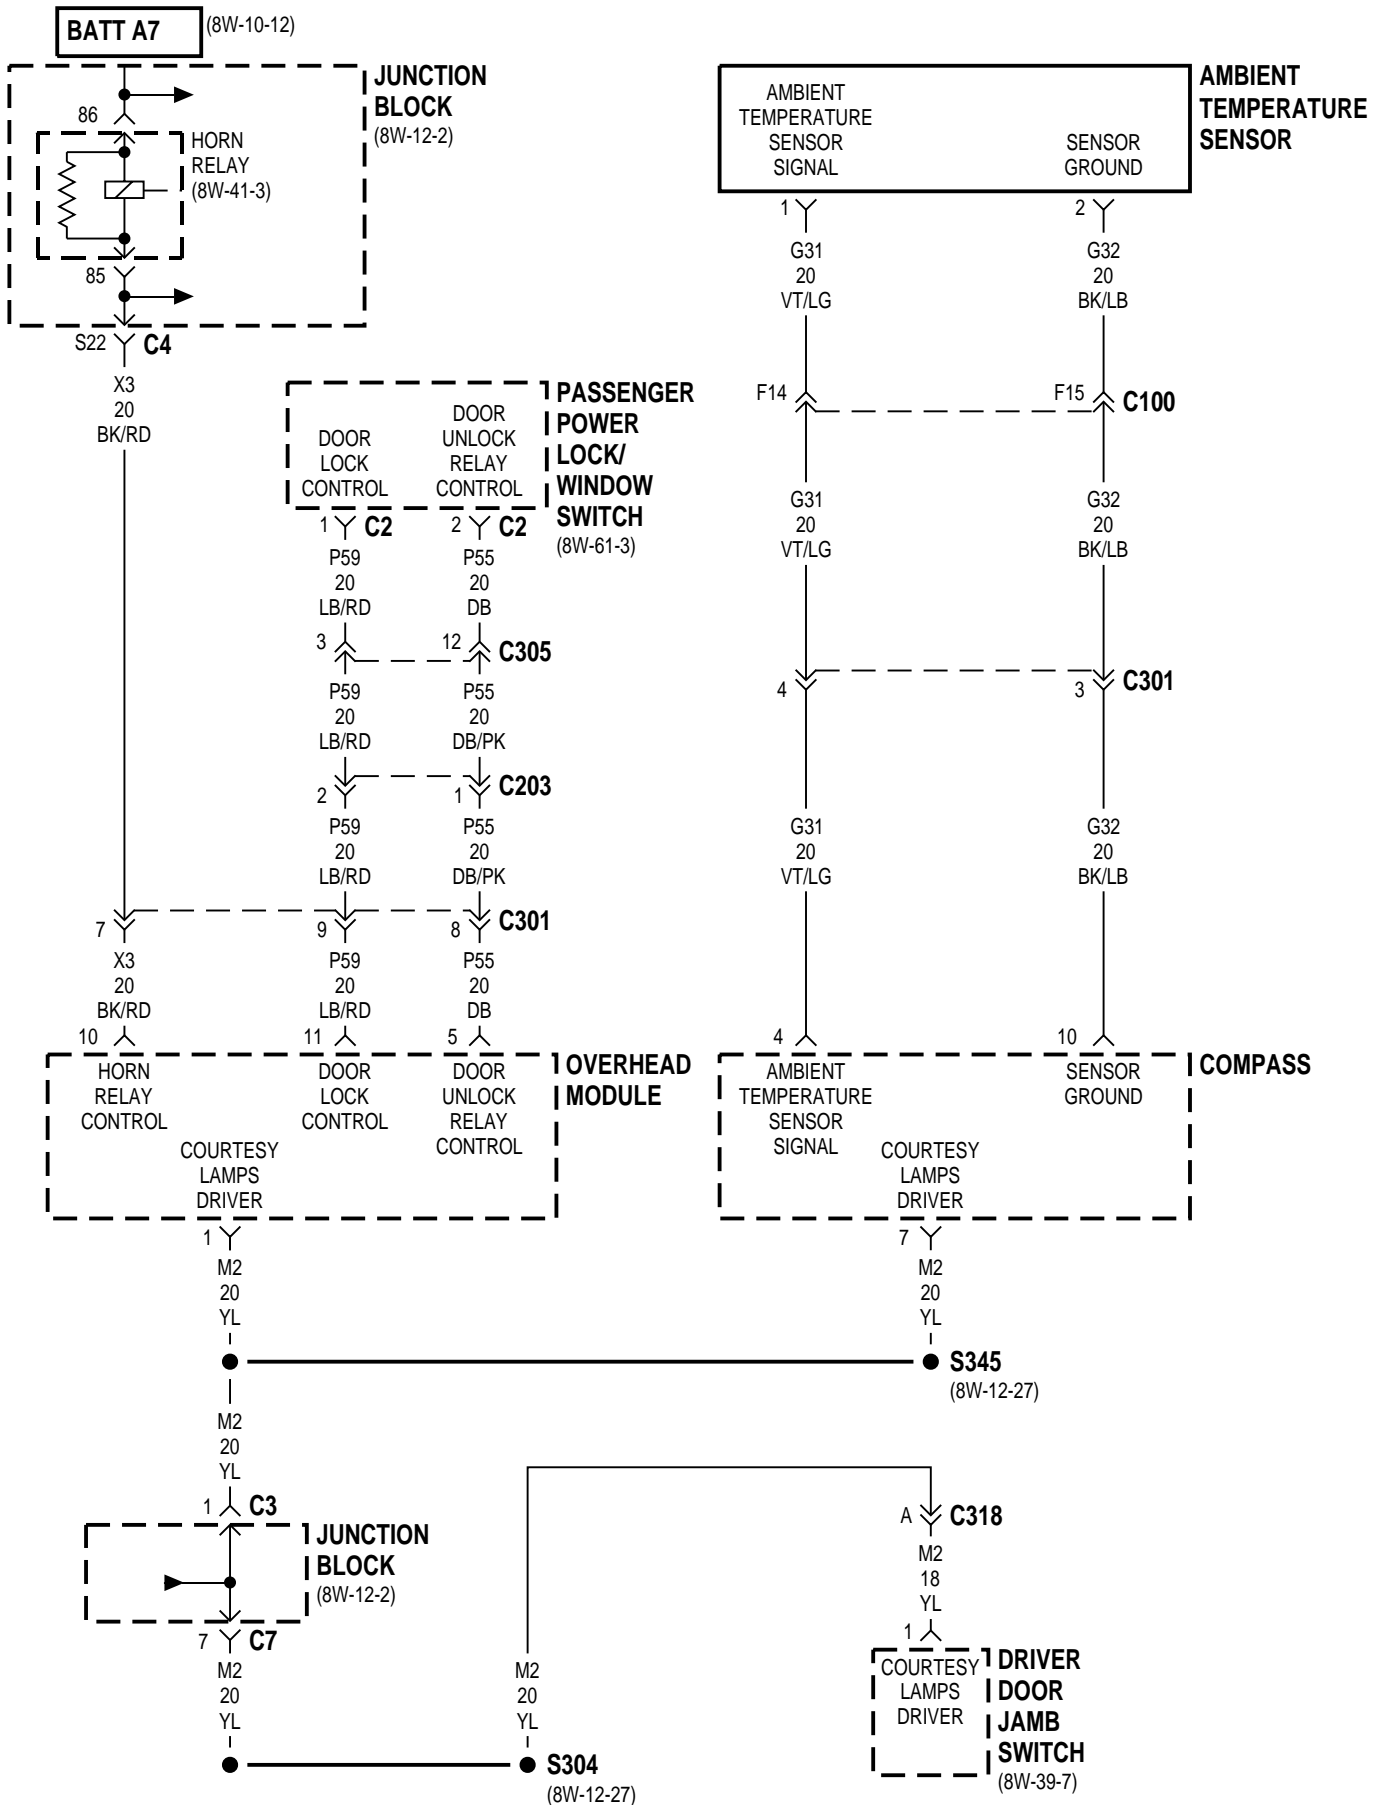 BATT A7
(8W-10-12)
JUNCTION
BLOCK
(8W-12-2)
86
HORN
RELAY
(8W-41-3)
85
S22
C4
X3
20
BK/RD
AMBIENT
TEMPERATURE
SENSOR
SIGNAL
SENSOR
GROUND
AMBIENT
TEMPERATURE
SENSOR
1
2
G31
20
VT/LG
G32
20
BK/LB
F14
F15
C100
G31
20
VT/LG
G32
20
BK/LB
4
3
C301
G31
20
VT/LG
G32
20
BK/LB
DOOR
LOCK
CONTROL
DOOR
UNLOCK
RELAY
CONTROL
PASSENGER
POWER
LOCK/
WINDOW
SWITCH
(8W-61-3)
1
C2
2
C2
P59
20
LB/RD
P55
20
DB
3
12
C305
P59
20
LB/RD
P55
20
DB/PK
2
1
C203
P59
20
LB/RD
P55
20
DB/PK
7
9
8
C301
X3
20
BK/RD
P59
20
LB/RD
P55
20
DB
10
11
5
HORN
RELAY
CONTROL
DOOR
LOCK
CONTROL
DOOR
UNLOCK
RELAY
CONTROL
COURTESY
LAMPS
DRIVER
OVERHEAD
MODULE
4
10
AMBIENT
TEMPERATURE
SENSOR
SIGNAL
SENSOR
GROUND
COURTESY
LAMPS
DRIVER
COMPASS
1
M2
20
YL
7
M2
20
YL
S345
(8W-12-27)
M2
20
YL
1
C3
JUNCTION
BLOCK
(8W-12-2)
7
C7
M2
20
YL
M2
20
YL
S304
(8W-12-27)
A
C318
M2
18
YL
1
COURTESY
LAMPS
DRIVER
DRIVER
DOOR
JAMB
SWITCH
(8W-39-7)